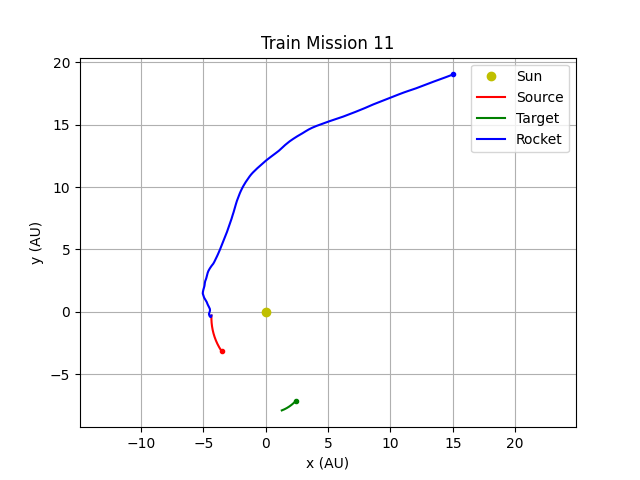 Train Mission 11
20
15
10
5
0
−5
y (AU)
−10
−5
0
5
10
15
20
x (AU)
Sun
Source
Target
Rocket